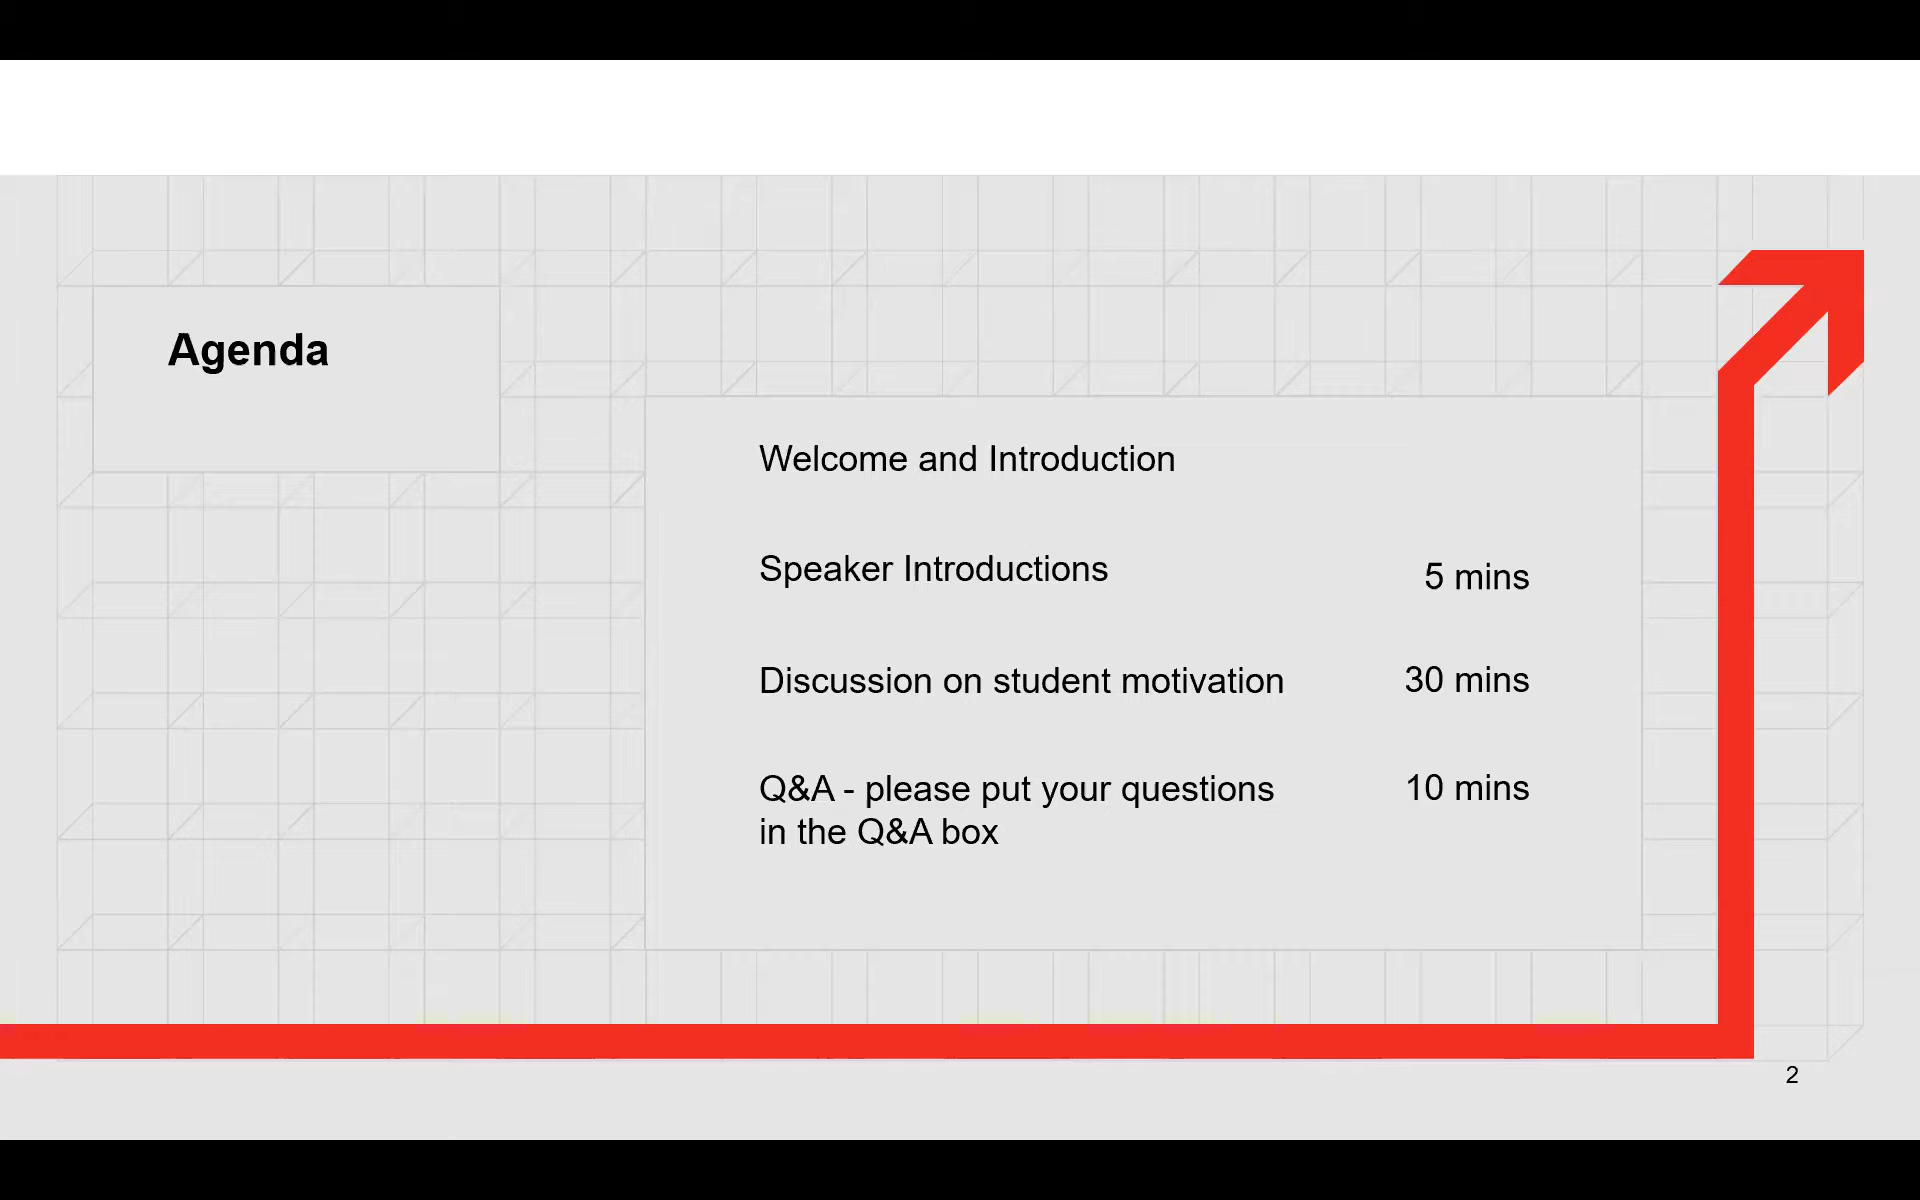 Agenda
Welcome and Introduction
Speaker Introductions
5 mins
Discussion on student motivation
30 mins
Q&A - please put your questions
10 mins
in the Q&A box
2